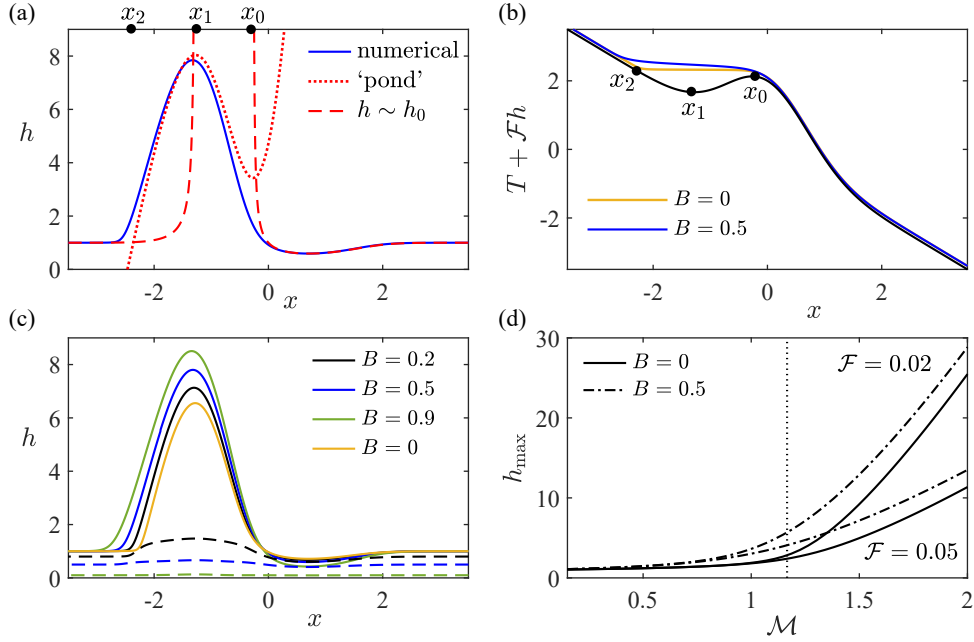 (a)
x₂
x₁
x₀
8
6
4
2
0
h
numerical
‘pond’
h ∼ h₀
-2
0
2
x
(b)
2
0
-2
T + ℱh
x₂
x₁
x₀
B = 0
B = 0.5
-2
0
2
x
(c)
8
6
4
2
0
h
B = 0.2
B = 0.5
B = 0.9
B = 0
-2
0
2
x
(d)
30
20
10
0
hₘₐₓ
B = 0
B = 0.5
ℱ = 0.02
ℱ = 0.05
0.5
1
1.5
2
ℳ